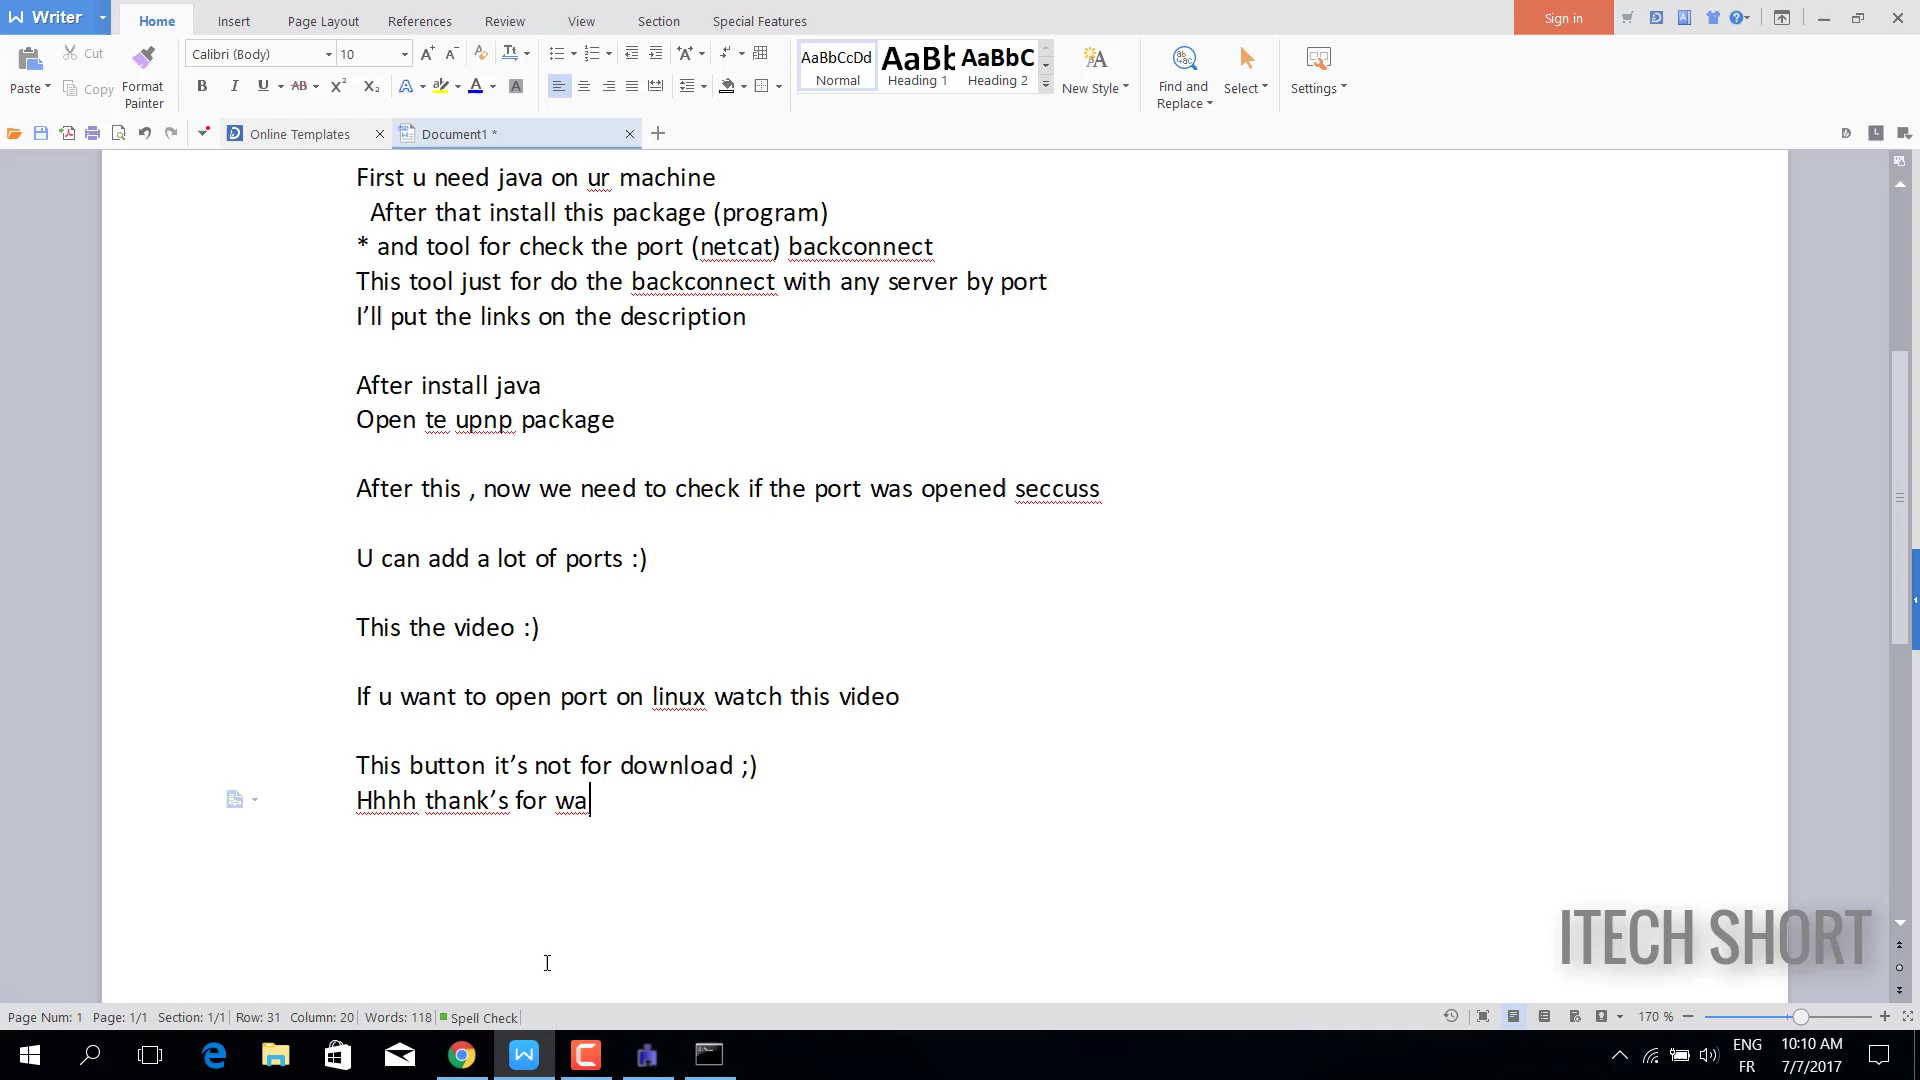 Writer
Home
Insert
Page Layout
References
Review
View
Section
Special Features
Sign in
Paste
Cut
Copy
Format
Painter
Calibri (Body)
10
AaBbCcDd
Normal
AaBb
Heading 1
AaBbC
Heading 2
New Style
Find and
Replace
Select
Settings
Online Templates
Document1 *
First u need java on ur machine
After that install this package (program)
* and tool for check the port (netcat) backconnect
This tool just for do the backconnect with any server by port
I’ll put the links on the description
After install java
Open te upnp package
After this , now we need to check if the port was opened seccuss
U can add a lot of ports :)
This the video :)
If u want to open port on linux watch this video
This button it’s not for download ;)
Hhhh thank’s for wa
ITECH SHORT
Page Num: 1 Page: 1/1 Section: 1/1 Row: 31 Column: 20 Words: 118 Spell Check
170 %
ENG
FR
10:10 AM
7/7/2017